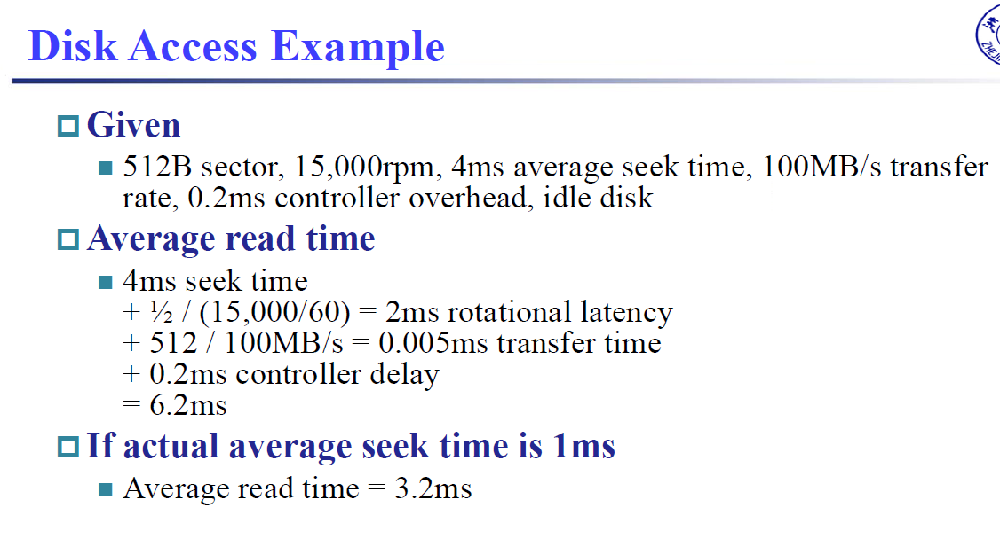 Disk Access Example
Given
512B sector, 15,000rpm, 4ms average seek time, 100MB/s transfer
rate, 0.2ms controller overhead, idle disk
Average read time
4ms seek time
+ ½ / (15,000/60) = 2ms rotational latency
+ 512 / 100MB/s = 0.005ms transfer time
+ 0.2ms controller delay
= 6.2ms
If actual average seek time is 1ms
Average read time = 3.2ms